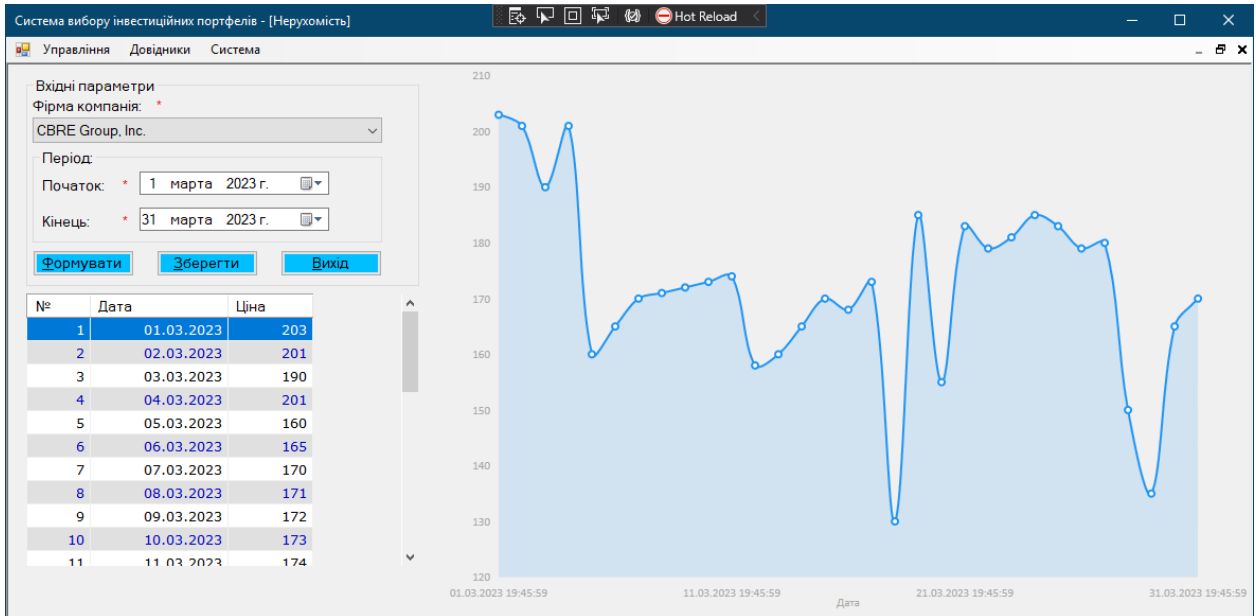 Система вибору інвестиційних портфелів - [Нерухомість]
Hot Reload
Управління Довідники Система
Вхідні параметри
Фірма компанія: *
CBRE Group, Inc.
Період:
Початок: * 1 марта 2023 г.
Кінець: * 31 марта 2023 г.
Формувати Зберегти Вихід
№ Дата Ціна
1 01.03.2023 203
2 02.03.2023 201
3 03.03.2023 190
4 04.03.2023 201
5 05.03.2023 160
6 06.03.2023 165
7 07.03.2023 170
8 08.03.2023 171
9 09.03.2023 172
10 10.03.2023 173
11 11.03.2023 174
210
200
190
180
170
160
150
140
130
120
01.03.2023 19:45:59 11.03.2023 19:45:59 21.03.2023 19:45:59 31.03.2023 19:45:59
Дата